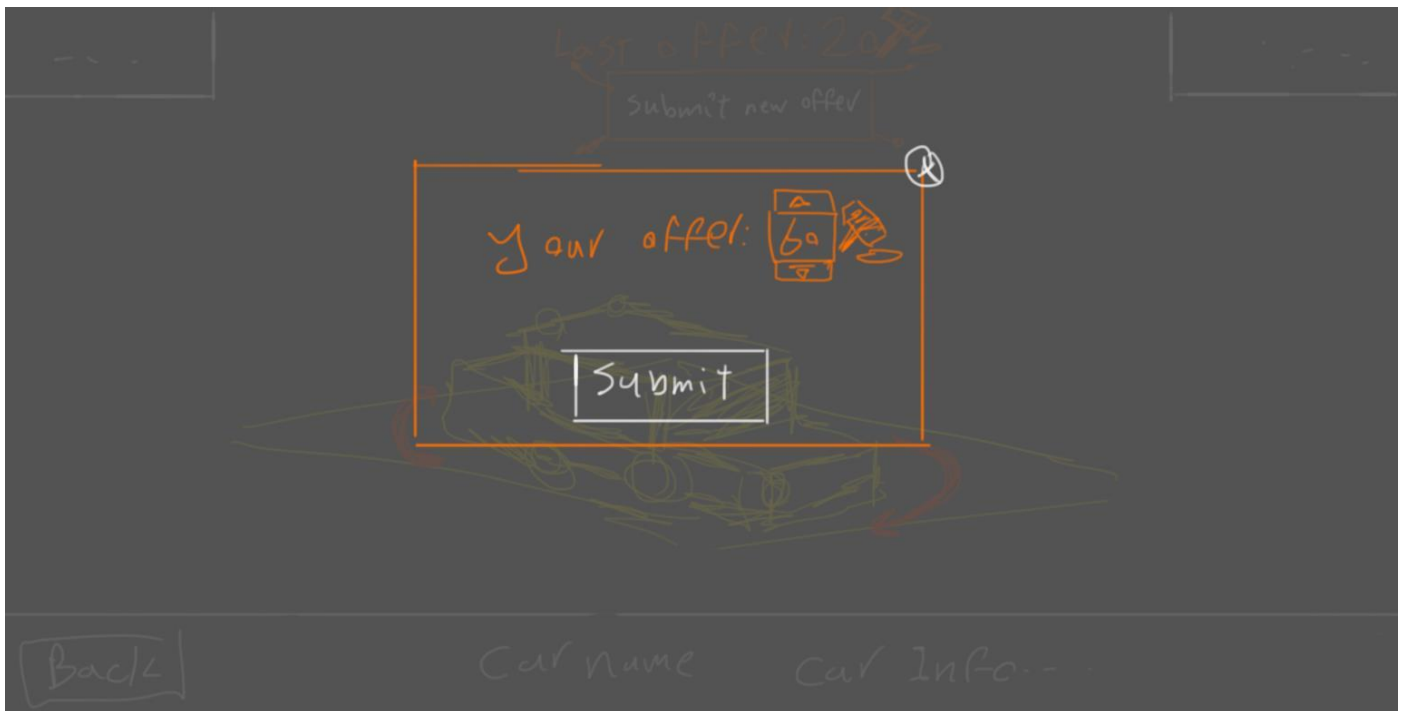 Last offer: 20
Submit new offer
X
Your offer: 60
Submit
Back
Car name
Car Info....